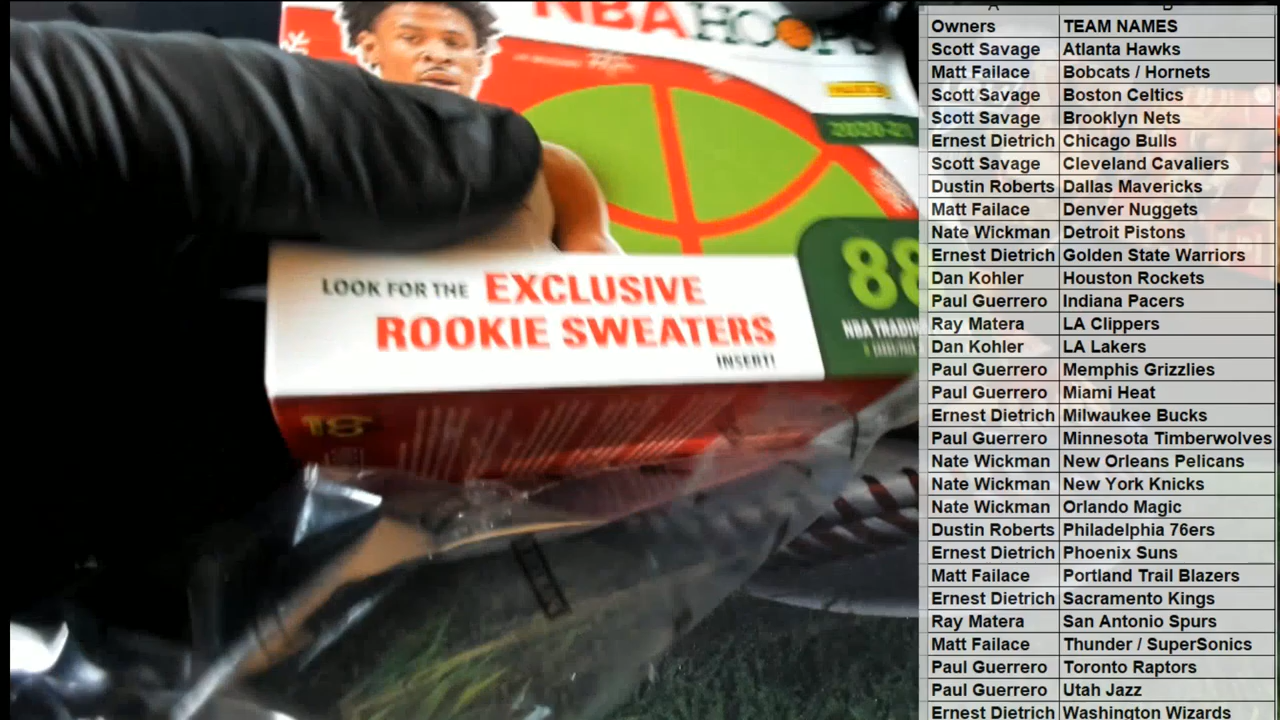 NBA HOOPS
PANINI
2020-21
LOOK FOR THE EXCLUSIVE
ROOKIE SWEATERS
INSERT!
88
NBA TRADIN
18
Owners TEAM NAMES
Scott Savage Atlanta Hawks
Matt Failace Bobcats / Hornets
Scott Savage Boston Celtics
Scott Savage Brooklyn Nets
Ernest Dietrich Chicago Bulls
Scott Savage Cleveland Cavaliers
Dustin Roberts Dallas Mavericks
Matt Failace Denver Nuggets
Nate Wickman Detroit Pistons
Ernest Dietrich Golden State Warriors
Dan Kohler Houston Rockets
Paul Guerrero Indiana Pacers
Ray Matera LA Clippers
Dan Kohler LA Lakers
Paul Guerrero Memphis Grizzlies
Paul Guerrero Miami Heat
Ernest Dietrich Milwaukee Bucks
Paul Guerrero Minnesota Timberwolves
Nate Wickman New Orleans Pelicans
Nate Wickman New York Knicks
Nate Wickman Orlando Magic
Dustin Roberts Philadelphia 76ers
Ernest Dietrich Phoenix Suns
Matt Failace Portland Trail Blazers
Ernest Dietrich Sacramento Kings
Ray Matera San Antonio Spurs
Matt Failace Thunder / SuperSonics
Paul Guerrero Toronto Raptors
Paul Guerrero Utah Jazz
Ernest Dietrich Washington Wizards